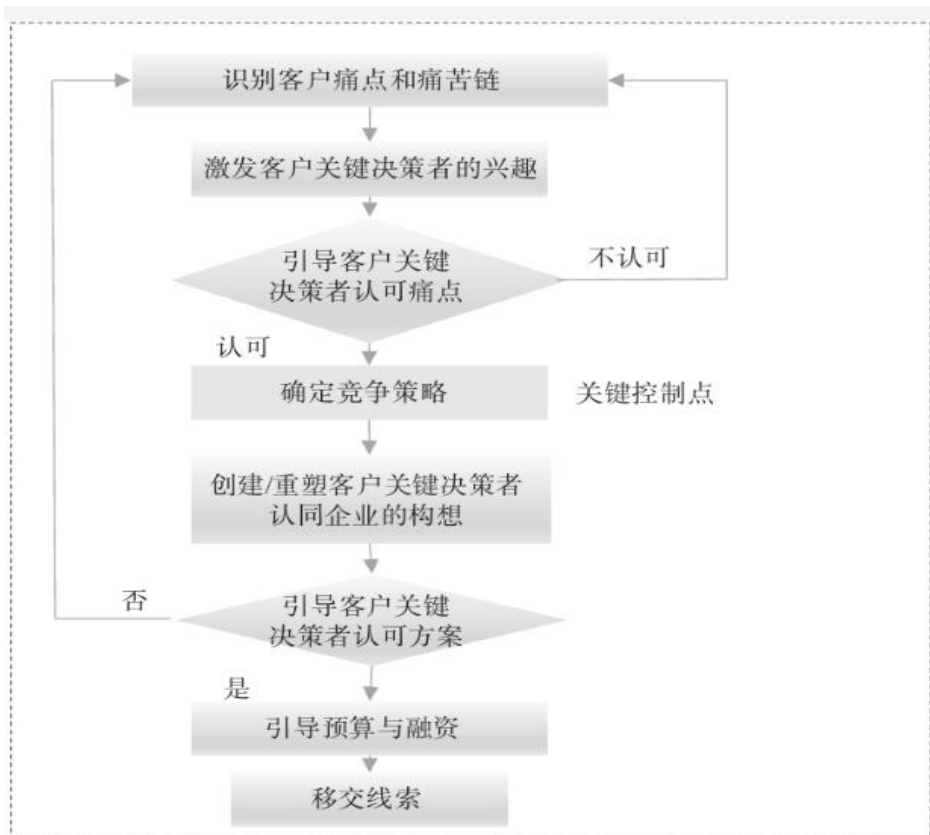 识别客户痛点和痛苦链
激发客户关键决策者的兴趣
引导客户关键
决策者认可痛点
不认可
认可
确定竞争策略
关键控制点
创建/重塑客户关键决策者
认同企业的构想
否
引导客户关键
决策者认可方案
是
引导预算与融资
移交线索